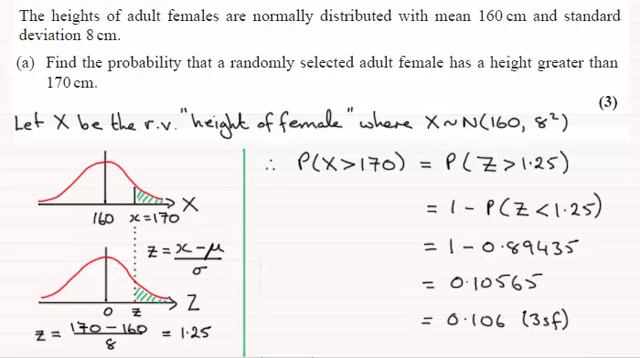 The heights of adult females are normally distributed with mean 160 cm and standard
deviation 8 cm.
(a) Find the probability that a randomly selected adult female has a height greater than
170 cm.
(3)
Let X be the r.v. "height of female" where X ~ N(160, 8²)
X
160 x=170
z = (x - μ)/σ
0 z Z
z = (170 - 160)/8 = 1.25
∴ P(X > 170) = P(Z > 1.25)
= 1 - P(Z < 1.25)
= 1 - 0.89435
= 0.10565
= 0.106 (3sf)